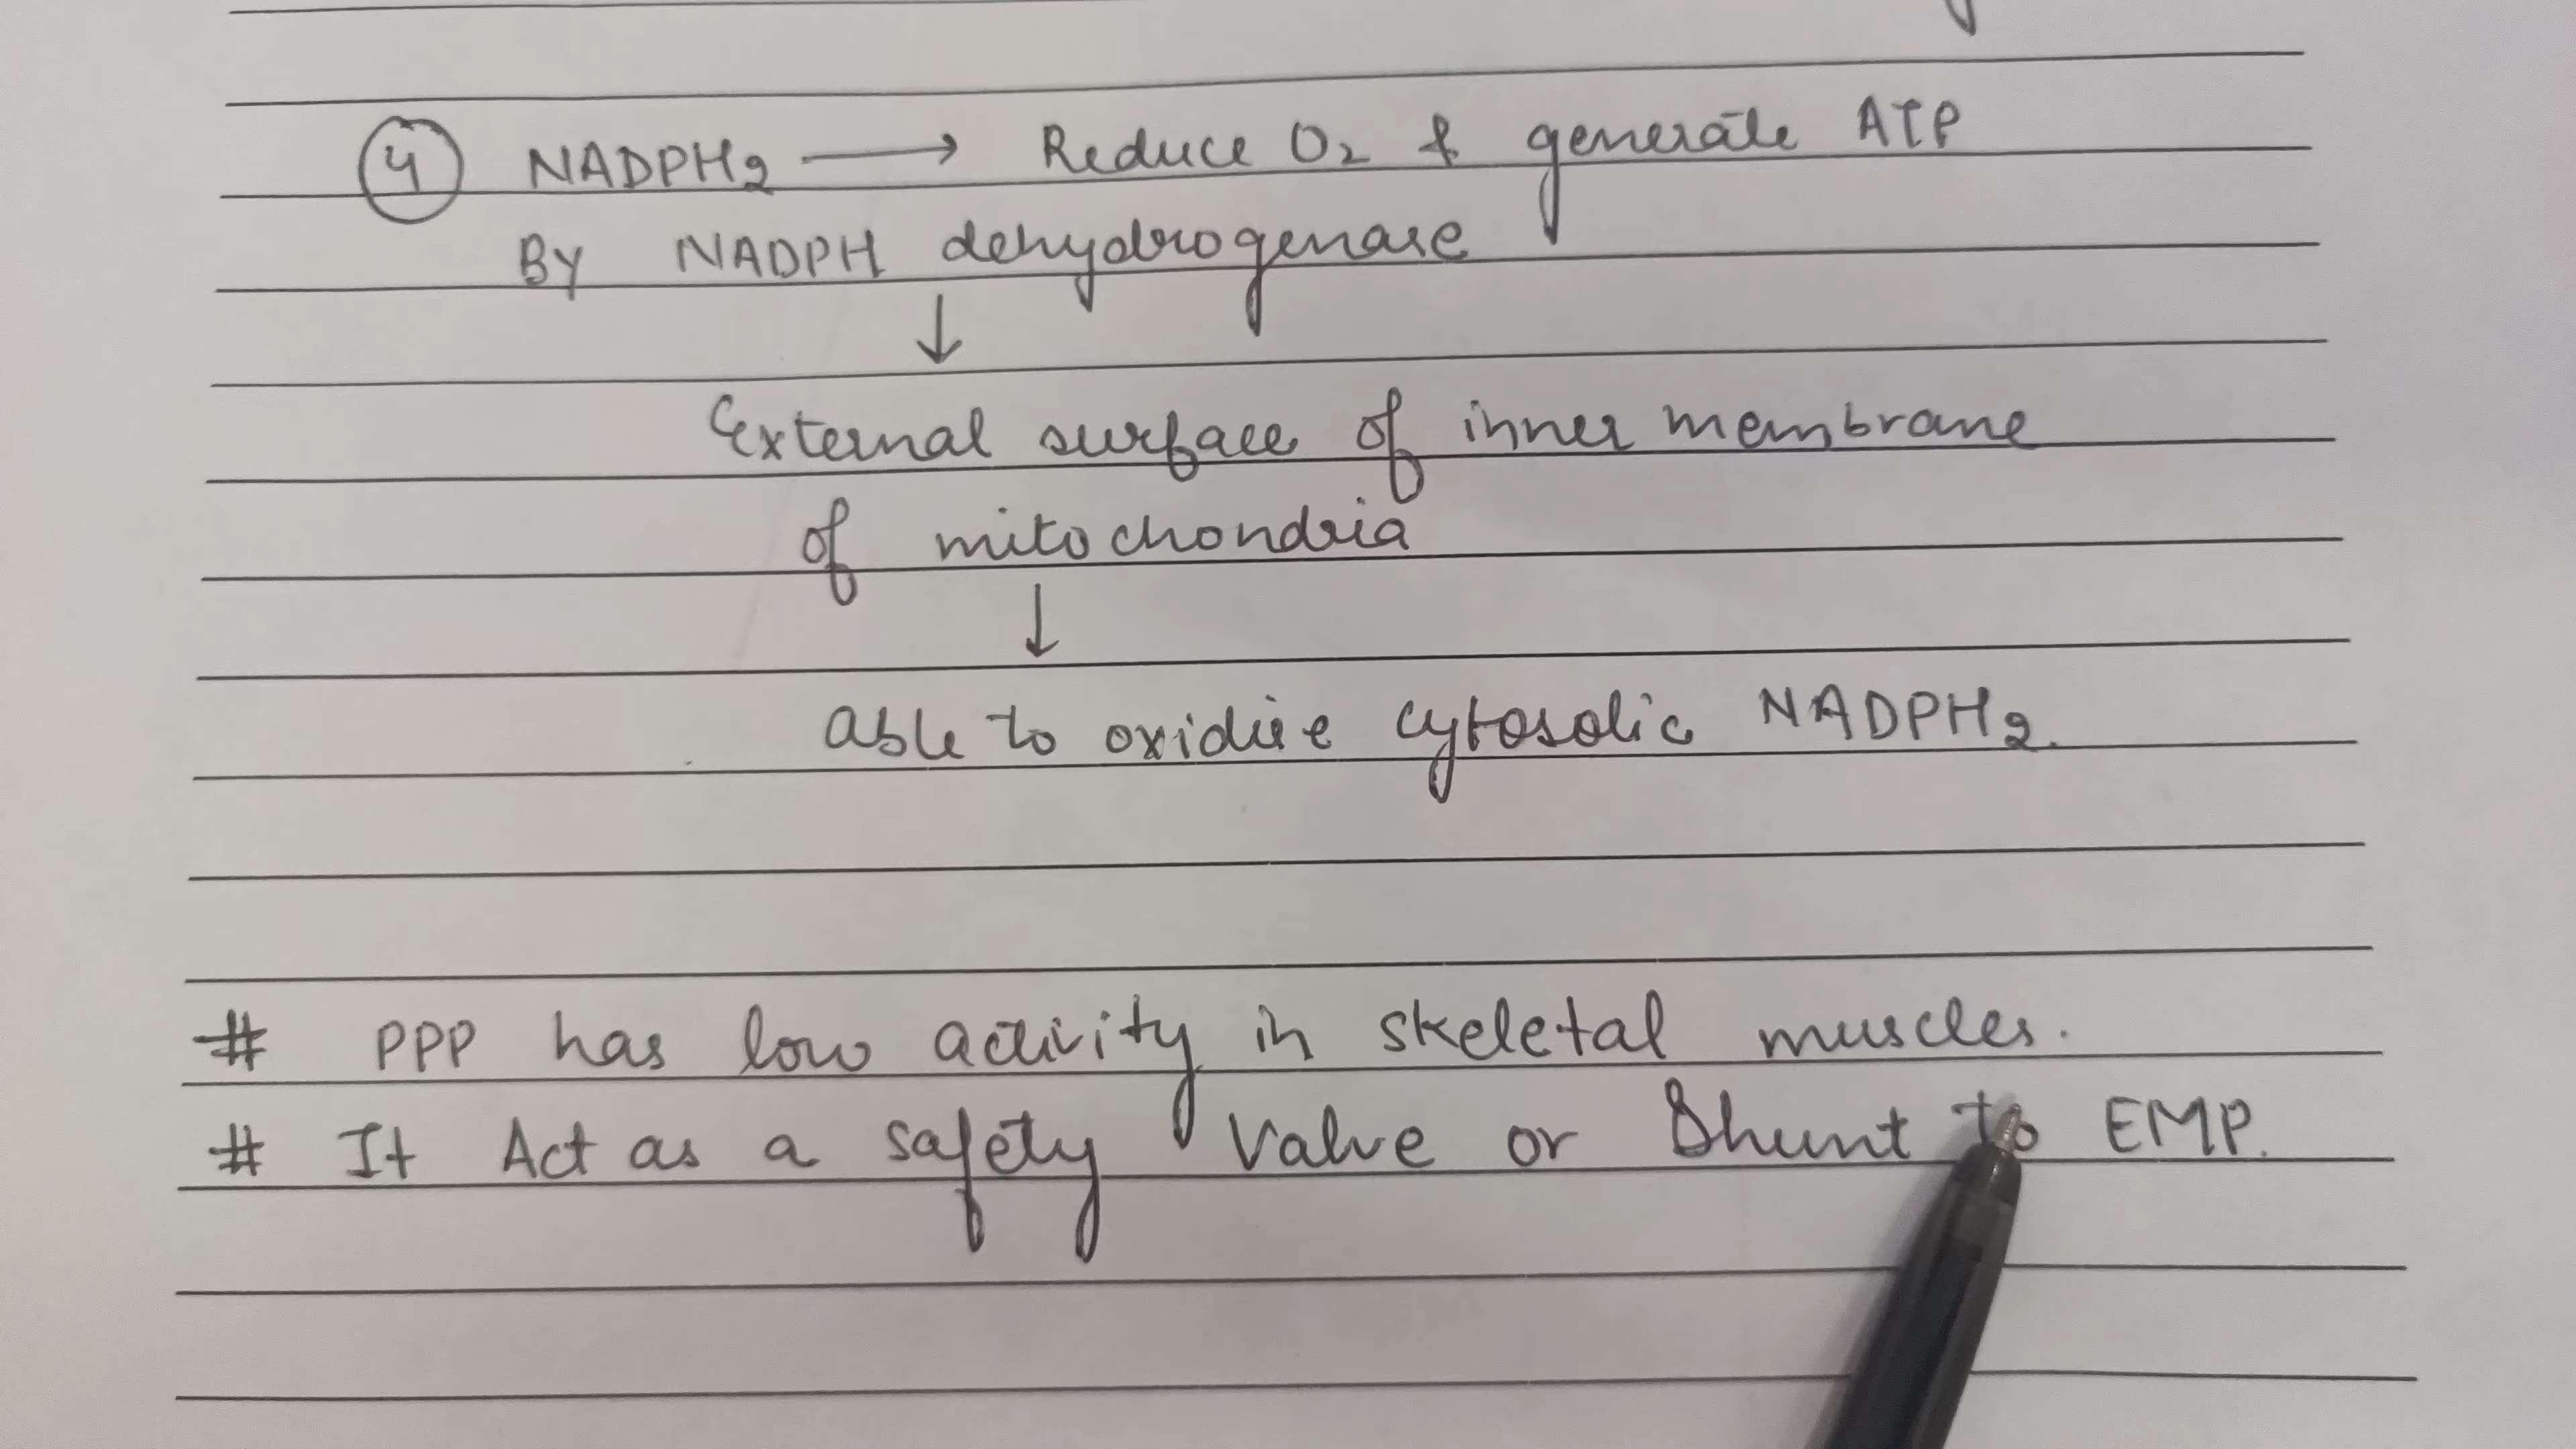 ④ NADPH₂ → Reduce O₂ & generate ATP
By NADPH dehydrogenase
↓
External surface of inner membrane
of mitochondria
↓
able to oxidise cytosolic NADPH₂.
# PPP has low activity in skeletal muscles.
# It Act as a safety valve or Shunt to EMP.